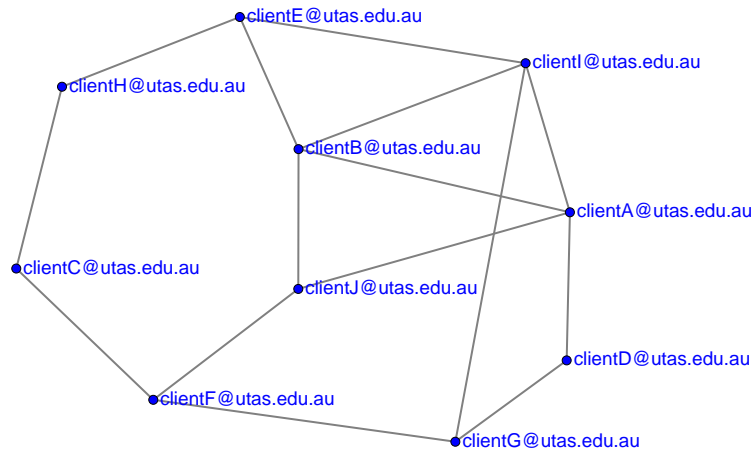 clientE@utas.edu.au
clientI@utas.edu.au
clientH@utas.edu.au
clientB@utas.edu.au
clientA@utas.edu.au
clientC@utas.edu.au
clientJ@utas.edu.au
clientD@utas.edu.au
clientF@utas.edu.au
clientG@utas.edu.au